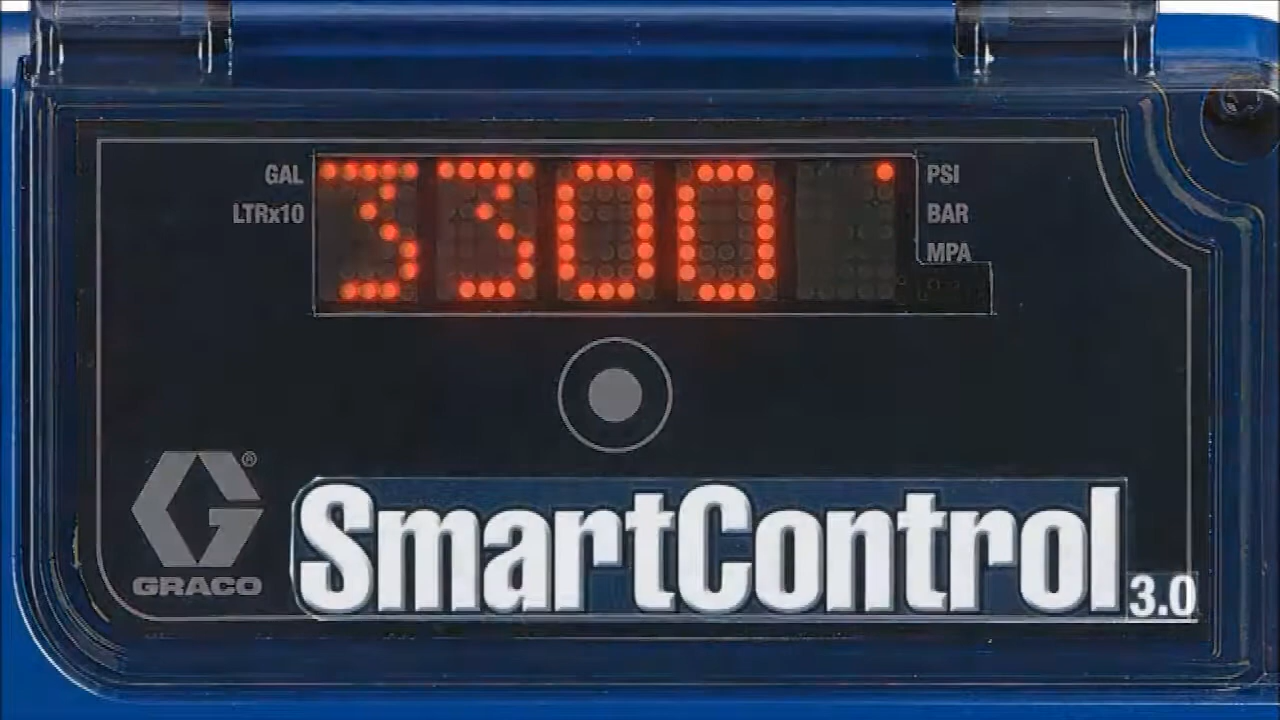 GAL 3300 PSI
LTRx10 BAR
MPA
®
GRACO
SmartControl 3.0